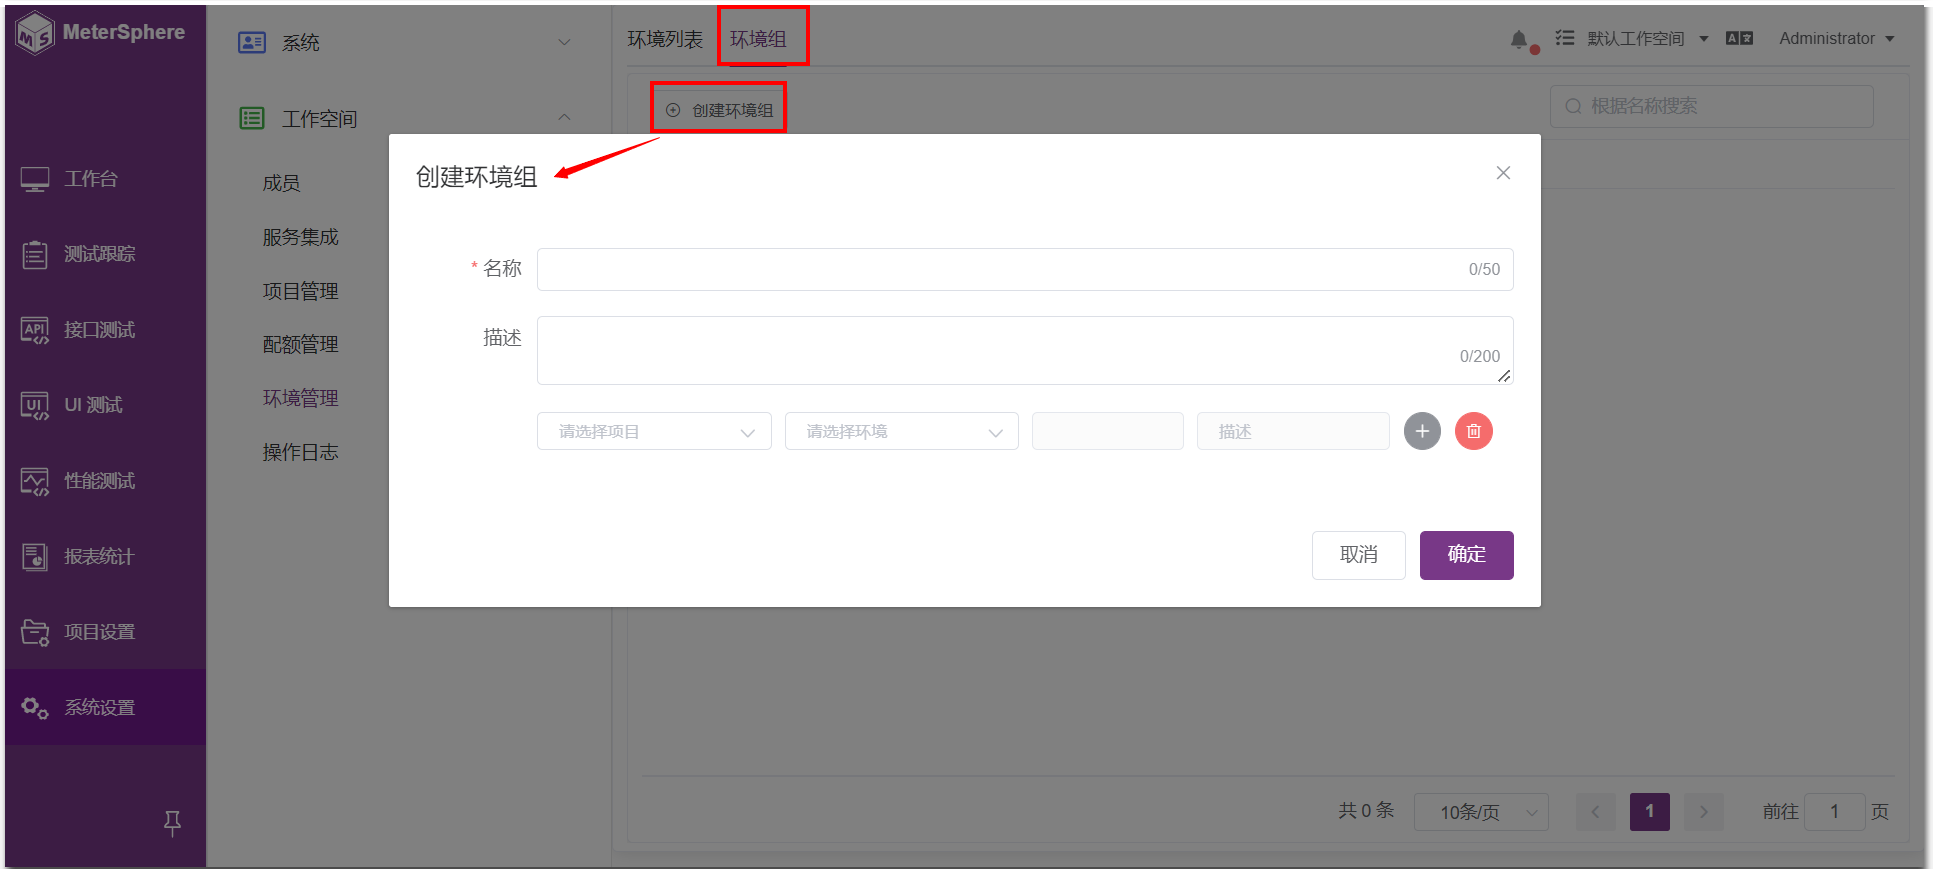 MeterSphere
工作台
测试跟踪
API 接口测试
UI UI 测试
性能测试
报表统计
项目设置
系统设置
系统
工作空间
成员
服务集成
项目管理
配额管理
环境管理
操作日志
环境列表 环境组
默认工作空间 Administrator
创建环境组
根据名称搜索
创建环境组
* 名称 0/50
描述 0/200
请选择项目 请选择环境 描述
取消 确定
共 0 条 10条/页 1 前往 1 页